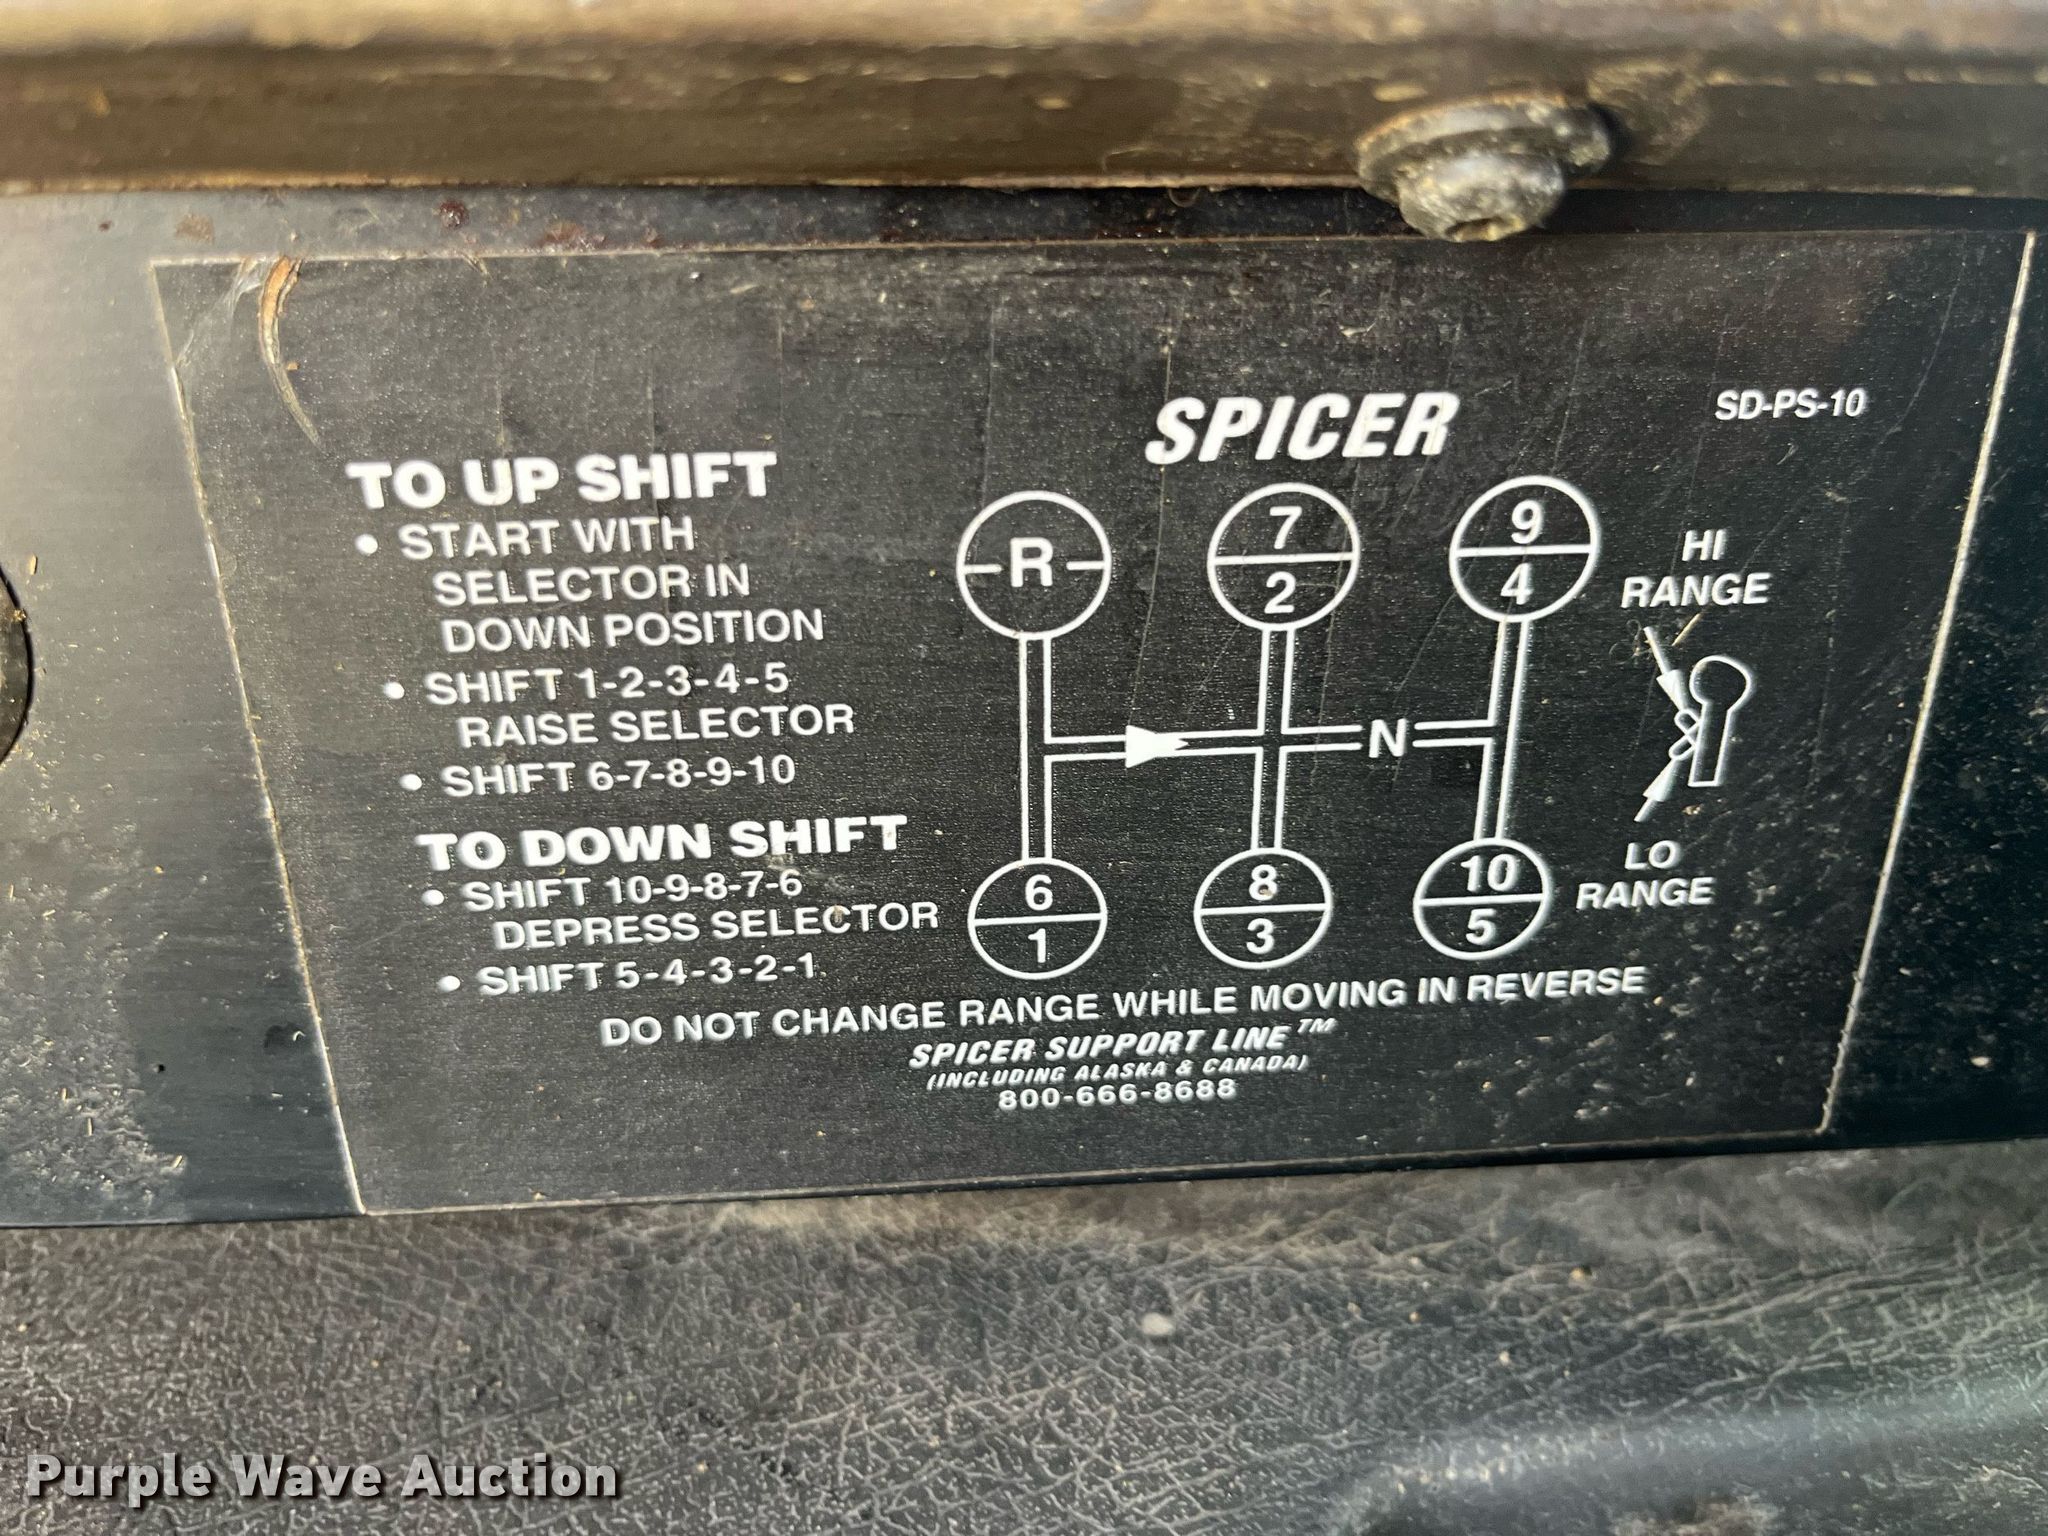 SPICER
SD-PS-10
TO UP SHIFT
• START WITH
SELECTOR IN
DOWN POSITION
• SHIFT 1-2-3-4-5
RAISE SELECTOR
• SHIFT 6-7-8-9-10
TO DOWN SHIFT
• SHIFT 10-9-8-7-6
DEPRESS SELECTOR
• SHIFT 5-4-3-2-1
R
7
2
9
4
HI
RANGE
N
6
1
8
3
10
5
LO
RANGE
DO NOT CHANGE RANGE WHILE MOVING IN REVERSE
SPICER SUPPORT LINE™
(INCLUDING ALASKA & CANADA)
800-666-8688
Purple Wave Auction